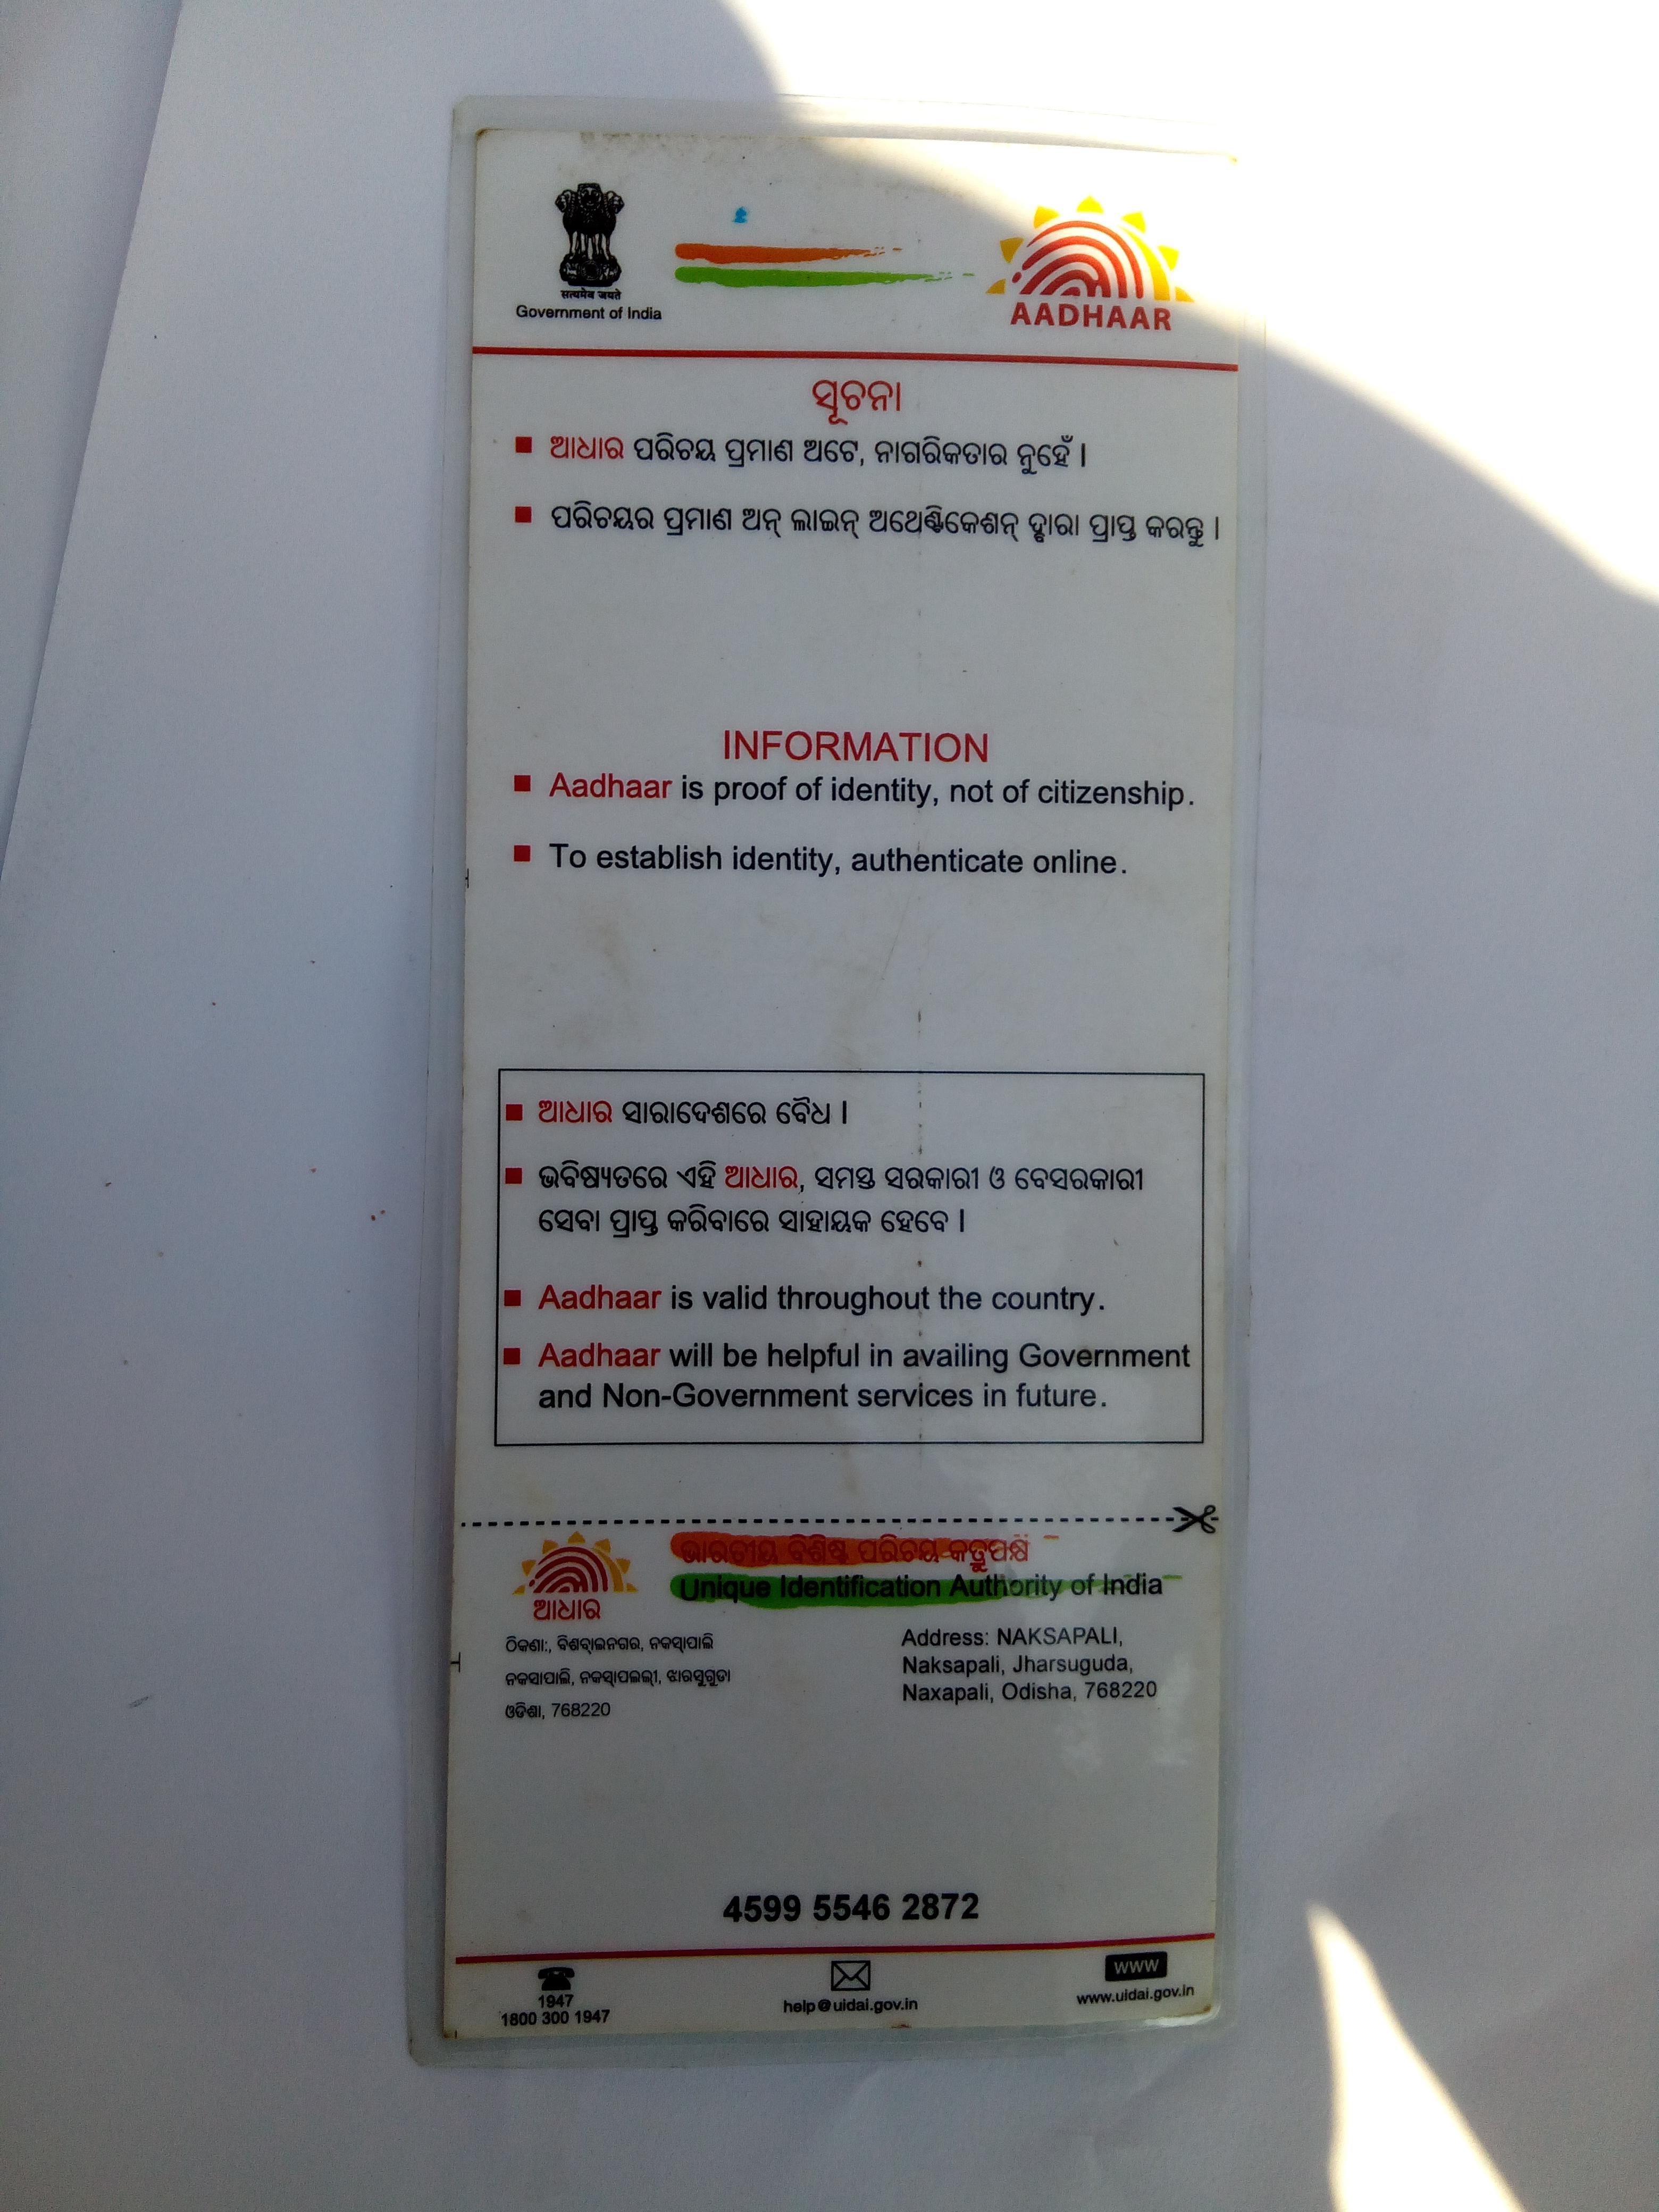 सत्यमेव जयते
Government of India
AADHAAR
ସୂଚନା
ଆଧାର ପରିଚୟ ପ୍ରମାଣ ଅଟେ, ନାଗରିକତାର ନୁହେଁ ।
ପରିଚୟର ପ୍ରମାଣ ଅନ୍ ଲାଇନ୍ ଅଥେଣ୍ଟିକେଶନ୍ ଦ୍ଵାରା ପ୍ରାପ୍ତ କରନ୍ତୁ ।
INFORMATION
Aadhaar is proof of identity, not of citizenship.
To establish identity, authenticate online.
ଆଧାର ସାରାଦେଶରେ ବୈଧ ।
ଭବିଷ୍ୟତରେ ଏହି ଆଧାର, ସମସ୍ତ ସରକାରୀ ଓ ବେସରକାରୀ
ସେବା ପ୍ରାପ୍ତ କରିବାରେ ସାହାୟକ ହେବେ ।
Aadhaar is valid throughout the country.
Aadhaar will be helpful in availing Government
and Non-Government services in future.
ଭାରତୀୟ ବିଶିଷ୍ଟ ପରିଚୟ କତ୍ତୃପକ୍ଷ
Unique Identification Authority of India
ଆଧାର
ଠିକଣା:, ବିଶବ୍ାଇନଗର, ନକସ୍ାପାଲି
ନକସାପାଲି, ନକସ୍ାପଲଲୀ, ଝାରସୁଗୁଡା
ଓଡିଶା, 768220
Address: NAKSAPALI,
Naksapali, Jharsuguda,
Naxapali, Odisha, 768220
4599 5546 2872
1947
1800 300 1947
help@uidai.gov.in
www
www.uidai.gov.in